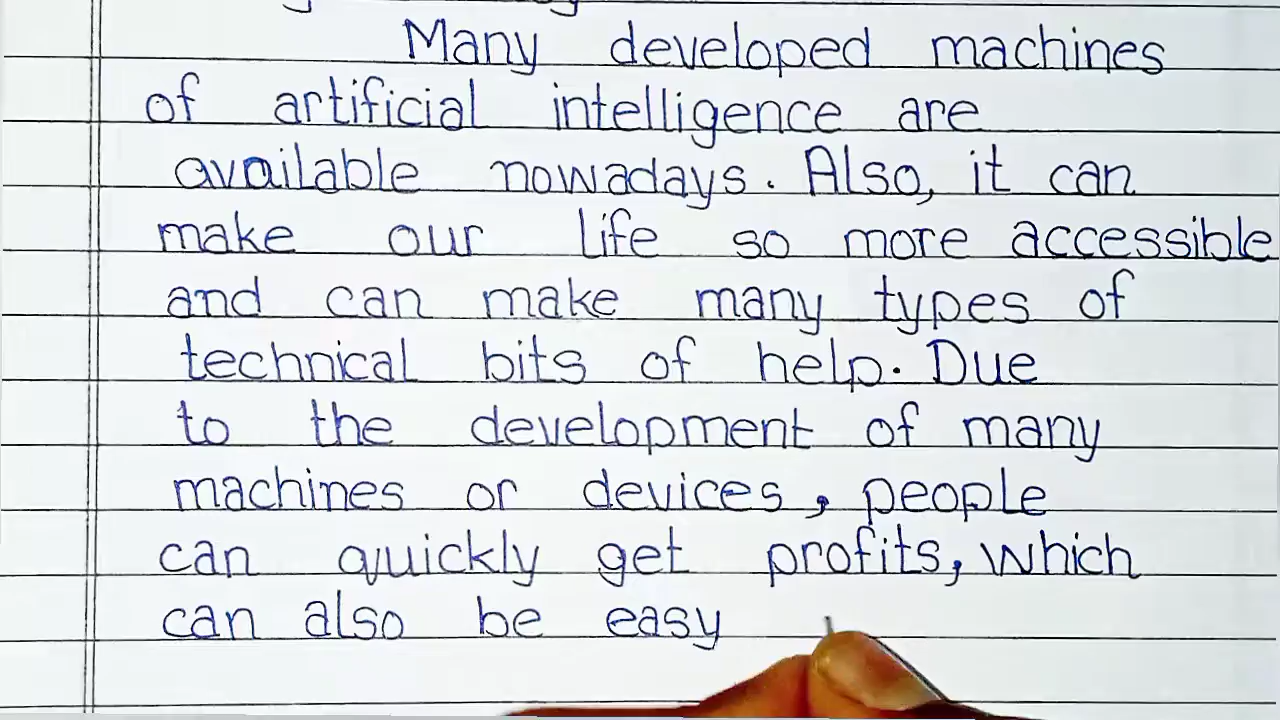 Many developed machines
of artificial intelligence are
available nowadays. Also, it can
make our life so more accessible
and can make many types of
technical bits of help. Due
to the development of many
machines or devices, people
can quickly get profits, which
can also be easy